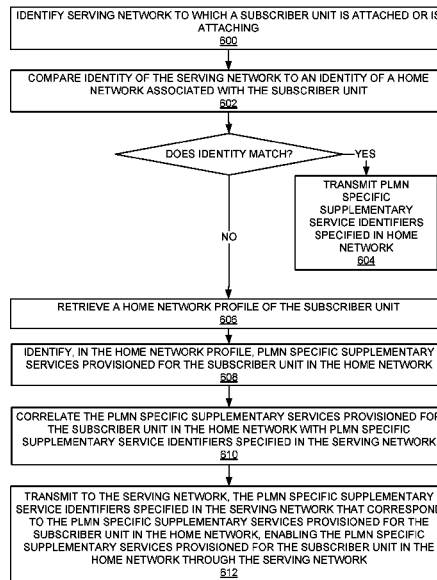 IDENTIFY SERVING NETWORK TO WHICH A SUBSCRIBER UNIT IS ATTACHED OR IS
ATTACHING
600
COMPARE IDENTITY OF THE SERVING NETWORK TO AN IDENTITY OF A HOME
NETWORK ASSOCIATED WITH THE SUBSCRIBER UNIT
602
DOES IDENTITY MATCH?
YES
TRANSMIT PLMN
SPECIFIC
SUPPLEMENTARY
SERVICE IDENTIFIERS
SPECIFIED IN HOME
NETWORK
604
NO
RETRIEVE A HOME NETWORK PROFILE OF THE SUBSCRIBER UNIT
606
IDENTIFY, IN THE HOME NETWORK PROFILE, PLMN SPECIFIC SUPPLEMENTARY
SERVICES PROVISIONED FOR THE SUBSCRIBER UNIT IN THE HOME NETWORK
608
CORRELATE THE PLMN SPECIFIC SUPPLEMENTARY SERVICES PROVISIONED FOR
THE SUBSCRIBER UNIT IN THE HOME NETWORK WITH PLMN SPECIFIC
SUPPLEMENTARY SERVICE IDENTIFIERS SPECIFIED IN THE SERVING NETWORK
610
TRANSMIT TO THE SERVING NETWORK, THE PLMN SPECIFIC SUPPLEMENTARY
SERVICE IDENTIFIERS SPECIFIED IN THE SERVING NETWORK THAT CORRESPOND
TO THE PLMN SPECIFIC SUPPLEMENTARY SERVICES PROVISIONED FOR THE
SUBSCRIBER UNIT IN THE HOME NETWORK, ENABLING THE PLMN SPECIFIC
SUPPLEMENTARY SERVICES PROVISIONED FOR THE SUBSCRIBER UNIT IN THE
HOME NETWORK THROUGH THE SERVING NETWORK
612